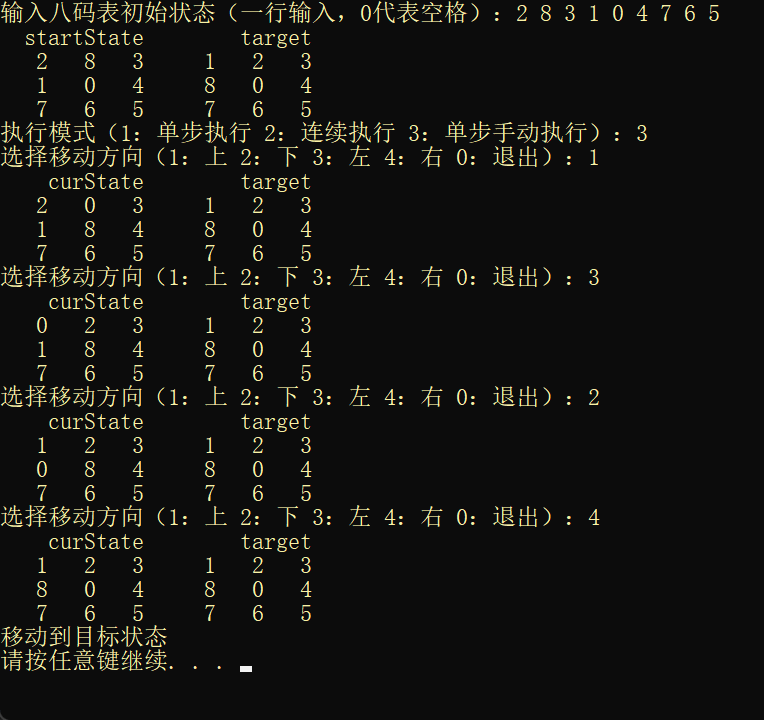 输入八码表初始状态（一行输入，0代表空格）：2 8 3 1 0 4 7 6 5
startState target
2 8 3 1 2 3
1 0 4 8 0 4
7 6 5 7 6 5
执行模式（1：单步执行 2：连续执行 3：单步手动执行）：3
选择移动方向（1：上 2：下 3：左 4：右 0：退出）：1
curState target
2 0 3 1 2 3
1 8 4 8 0 4
7 6 5 7 6 5
选择移动方向（1：上 2：下 3：左 4：右 0：退出）：3
curState target
0 2 3 1 2 3
1 8 4 8 0 4
7 6 5 7 6 5
选择移动方向（1：上 2：下 3：左 4：右 0：退出）：2
curState target
1 2 3 1 2 3
0 8 4 8 0 4
7 6 5 7 6 5
选择移动方向（1：上 2：下 3：左 4：右 0：退出）：4
curState target
1 2 3 1 2 3
8 0 4 8 0 4
7 6 5 7 6 5
移动到目标状态
请按任意键继续. . .